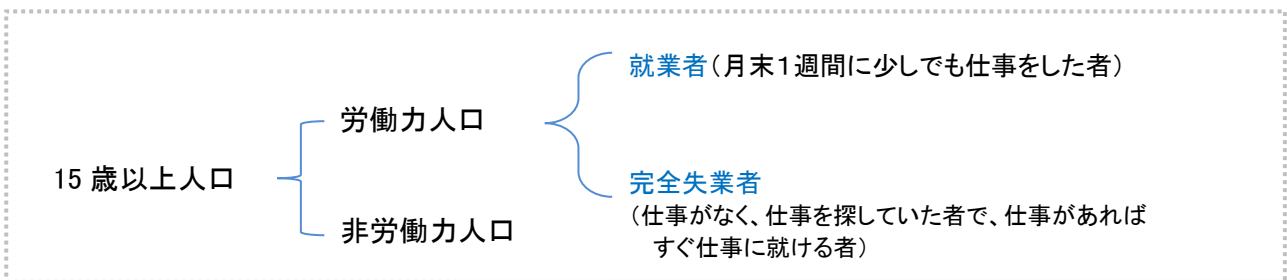 就業者（月末１週間に少しでも仕事をした者）
労働力人口
15 歳以上人口
完全失業者
（仕事がなく、仕事を探していた者で、仕事があれば
すぐ仕事に就ける者）
非労働力人口